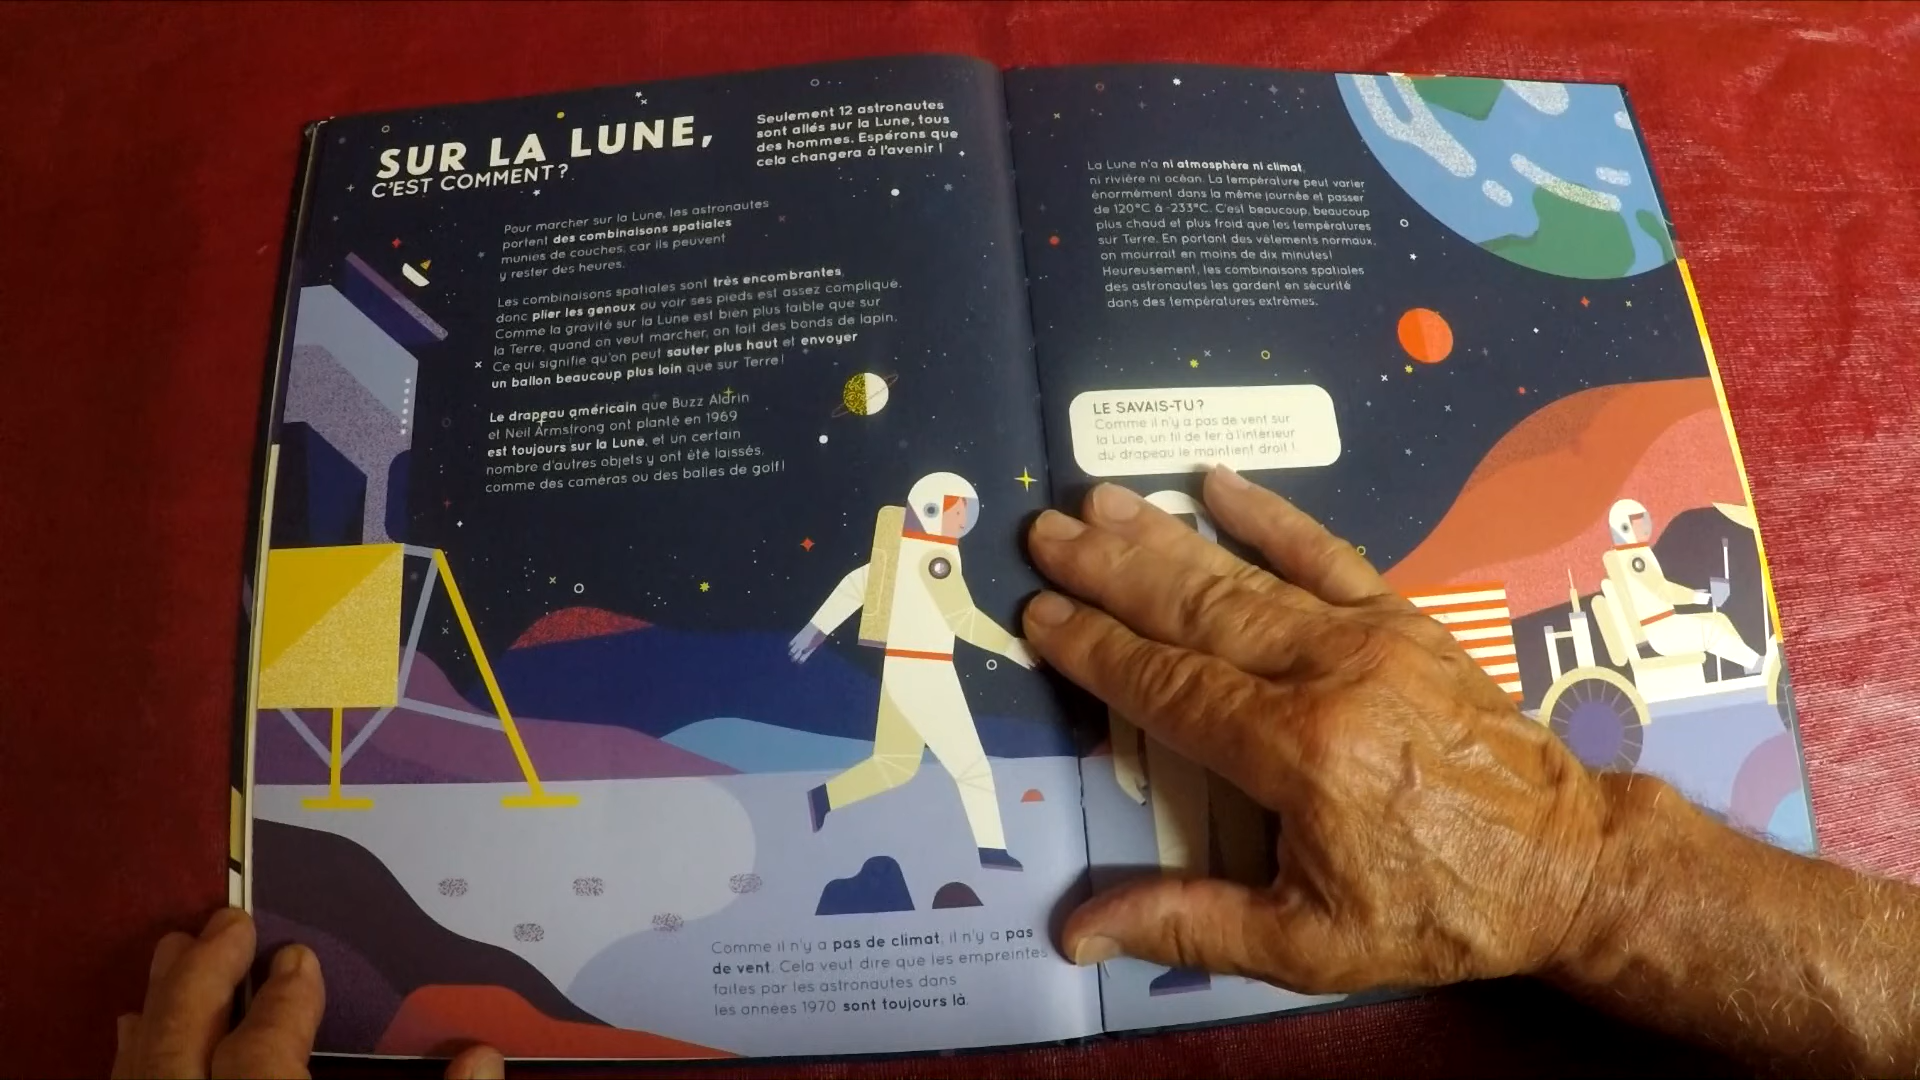 SUR LA LUNE,
C'EST COMMENT?
Seulement 12 astronautes
sont allés sur la Lune, tous
des hommes. Espérons que
cela changera à l'avenir !
Pour marcher sur la Lune, les astronautes
portent des combinaisons spatiales
munies de couches, car ils peuvent
y rester des heures.
Les combinaisons spatiales sont très encombrantes,
donc plier les genoux ou voir ses pieds est assez compliqué.
Comme la gravité sur la Lune est bien plus faible que sur
la Terre, quand on veut marcher, on fait des bonds de lapin.
Ce qui signifie qu'on peut sauter plus haut et envoyer
un ballon beaucoup plus loin que sur Terre!
Le drapeau américain que Buzz Aldrin
et Neil Armstrong ont planté en 1969
est toujours sur la Lune, et un certain
nombre d'autres objets y ont été laissés,
comme des caméras ou des balles de golf!
Comme il n'y a pas de climat, il n'y a pas
de vent. Cela veut dire que les empreintes
faites par les astronautes dans
les années 1970 sont toujours là.
La Lune n'a ni atmosphère ni climat,
ni rivière ni océan. La température peut varier
énormément dans la même journée et passer
de 120°C à -233°C. C'est beaucoup, beaucoup
plus chaud et plus froid que les températures
sur Terre. En portant des vêtements normaux,
on mourrait en moins de dix minutes!
Heureusement, les combinaisons spatiales
des astronautes les gardent en sécurité
dans des températures extrêmes.
LE SAVAIS-TU?
Comme il n'y a pas de vent sur
la Lune, un fil de fer à l'intérieur
du drapeau le maintient droit !